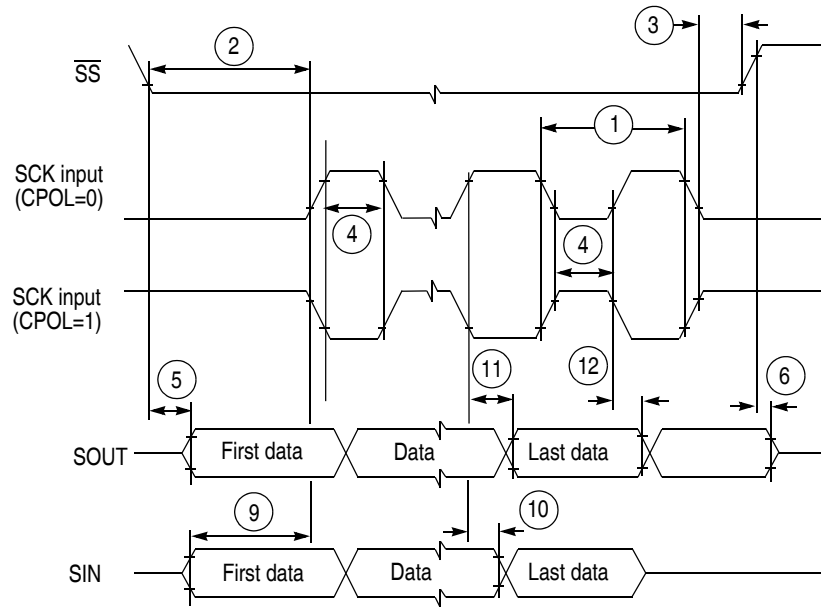 3
2
SS
1
SCK input
(CPOL=0)
4
4
SCK input
(CPOL=1)
5
11
12
6
SOUT
First data
Data
Last data
9
10
SIN
First data
Data
Last data